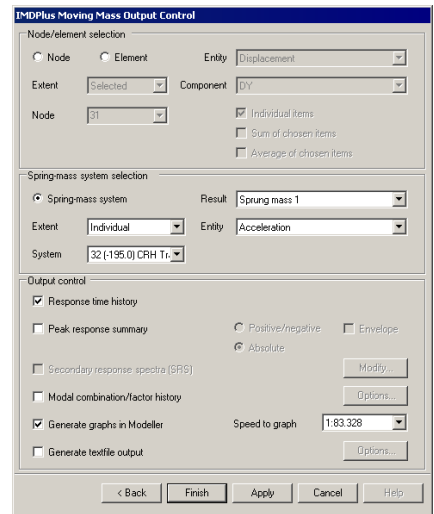 IMDPlus Moving Mass Output Control
Node/element selection
Node Element Entity Displacement
Extent Selected Component DY
Node 31 Individual items
Sum of chosen items
Average of chosen items
Spring-mass system selection
Spring-mass system Result Sprung mass 1
Extent Individual Entity Acceleration
System 32 (-195.0) CRH Tr
Output control
Response time history
Peak response summary Positive/negative Envelope
Absolute
Secondary response spectra (SRS) Modify...
Modal combination/factor history Options...
Generate graphs in Modeller Speed to graph 1:83.328
Generate textfile output Options...
< Back Finish Apply Cancel Help